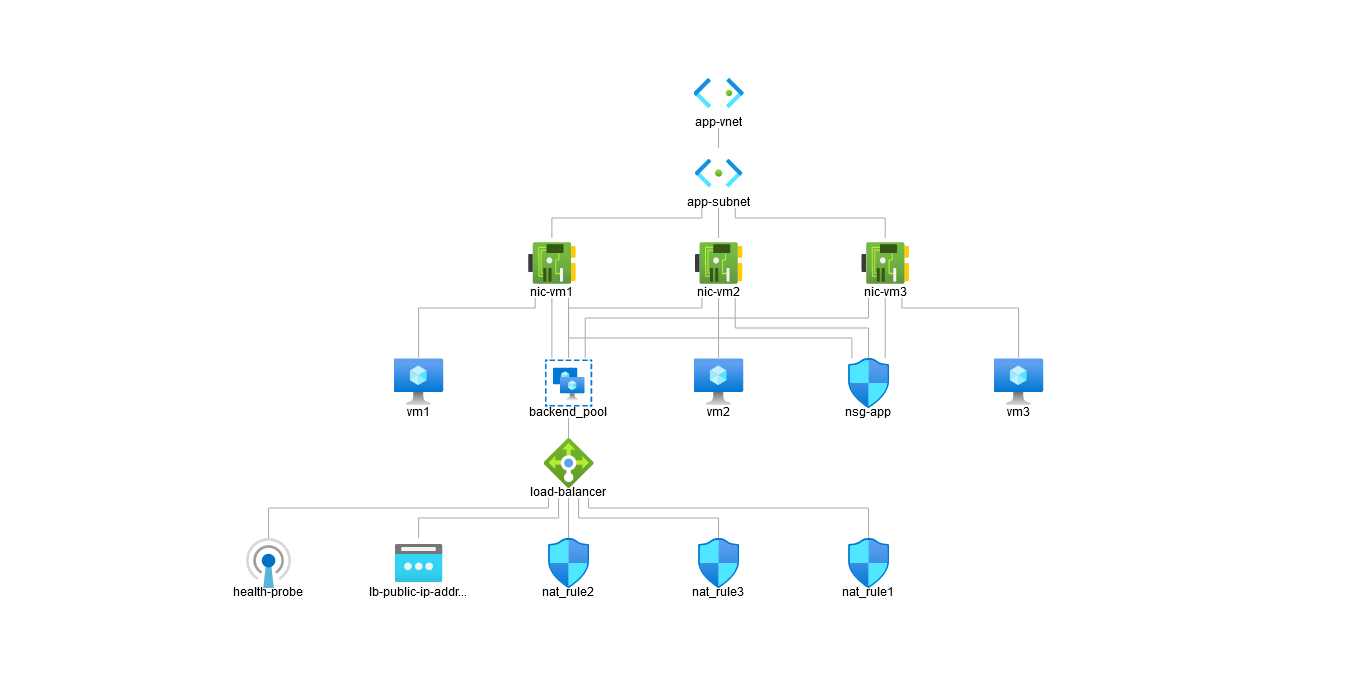 app-vnet
app-subnet
nic-vm1
nic-vm2
nic-vm3
vm1
backend_pool
vm2
nsg-app
vm3
load-balancer
health-probe
lb-public-ip-addr...
nat_rule2
nat_rule3
nat_rule1